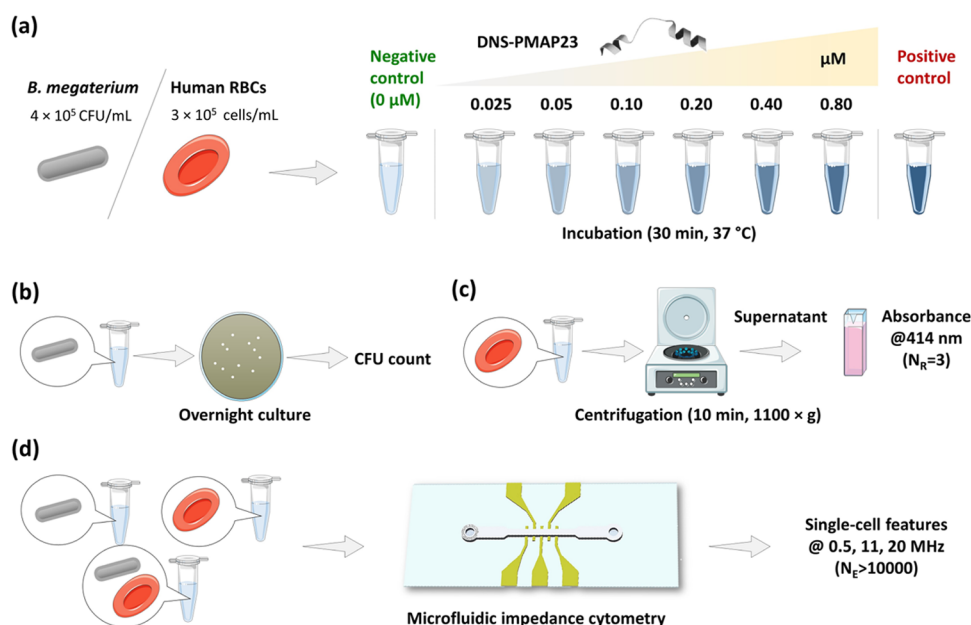 (a)
B. megaterium
4 × 10⁵ CFU/mL
Human RBCs
3 × 10⁵ cells/mL
Negative
control
(0 µM)
DNS-PMAP23
µM
0.025 0.05 0.10 0.20 0.40 0.80
Positive
control
Incubation (30 min, 37 °C)
(b)
Overnight culture
CFU count
(c)
Centrifugation (10 min, 1100 × g)
Supernatant
Absorbance
@414 nm
(N_R=3)
(d)
Microfluidic impedance cytometry
Single-cell features
@ 0.5, 11, 20 MHz
(N_E>10000)